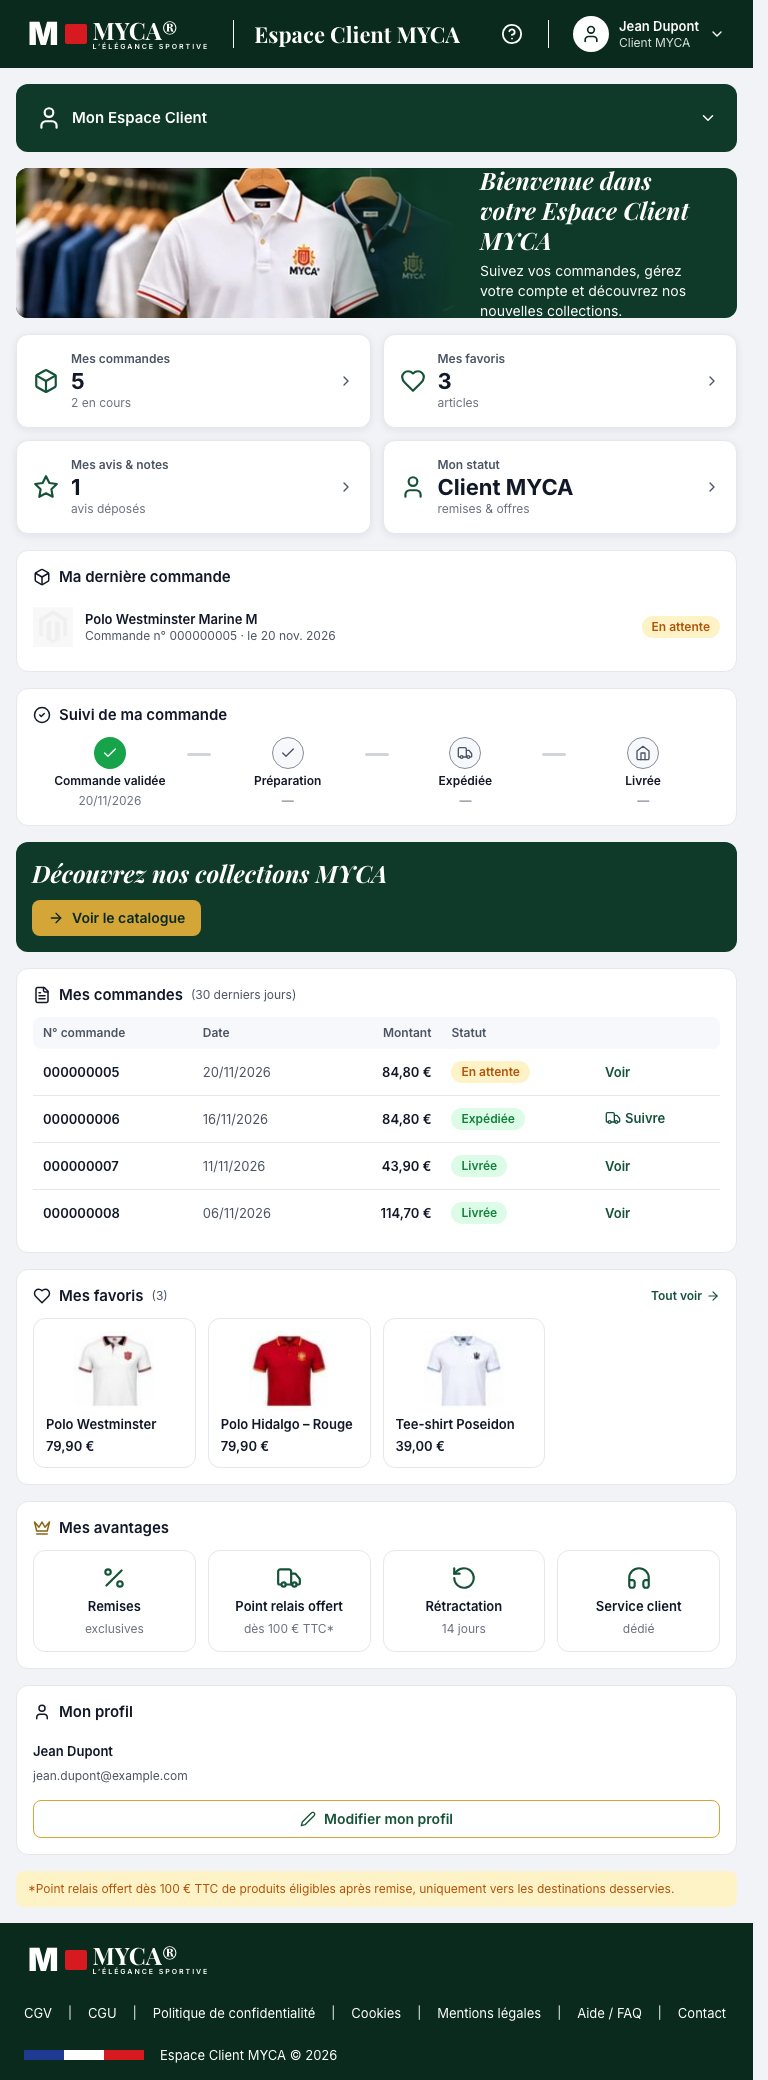 M MYCA®
L'ÉLÉGANCE SPORTIVE
Espace Client MYCA
Jean Dupont
Client MYCA
Mon Espace Client
Bienvenue dans
votre Espace Client
MYCA
Suivez vos commandes, gérez
votre compte et découvrez nos
nouvelles collections.
MYCA
Mes commandes
5
2 en cours
Mes favoris
3
articles
Mes avis & notes
1
avis déposés
Mon statut
Client MYCA
remises & offres
Ma dernière commande
Polo Westminster Marine M
Commande n° 000000005 · le 20 nov. 2026
En attente
Suivi de ma commande
Commande validée
20/11/2026
Préparation
—
Expédiée
—
Livrée
—
Découvrez nos collections MYCA
Voir le catalogue
Mes commandes (30 derniers jours)
N° commande Date Montant Statut
000000005 20/11/2026 84,80 € En attente Voir
000000006 16/11/2026 84,80 € Expédiée Suivre
000000007 11/11/2026 43,90 € Livrée Voir
000000008 06/11/2026 114,70 € Livrée Voir
Mes favoris (3)
Tout voir
Polo Westminster
79,90 €
Polo Hidalgo – Rouge
79,90 €
Tee-shirt Poseidon
39,00 €
Mes avantages
Remises
exclusives
Point relais offert
dès 100 € TTC*
Rétractation
14 jours
Service client
dédié
Mon profil
Jean Dupont
jean.dupont@example.com
Modifier mon profil
*Point relais offert dès 100 € TTC de produits éligibles après remise, uniquement vers les destinations desservies.
M MYCA®
L'ÉLÉGANCE SPORTIVE
CGV | CGU | Politique de confidentialité | Cookies | Mentions légales | Aide / FAQ | Contact
Espace Client MYCA © 2026